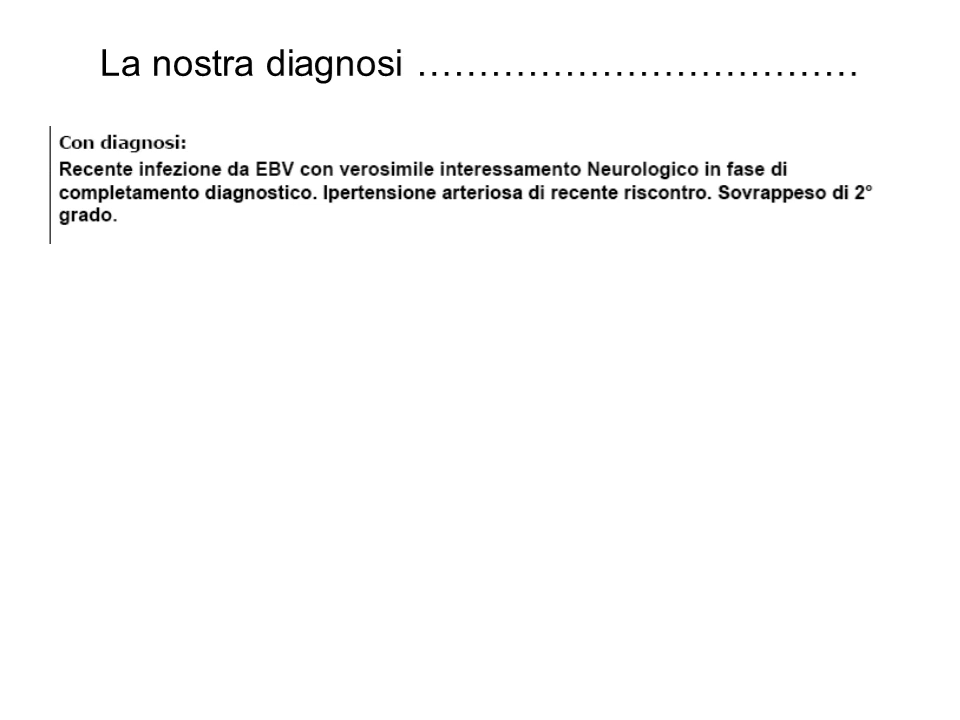 La nostra diagnosi ………………………………
Con diagnosi:
Recente infezione da EBV con verosimile interessamento Neurologico in fase di
completamento diagnostico. Ipertensione arteriosa di recente riscontro. Sovrappeso di 2°
grado.